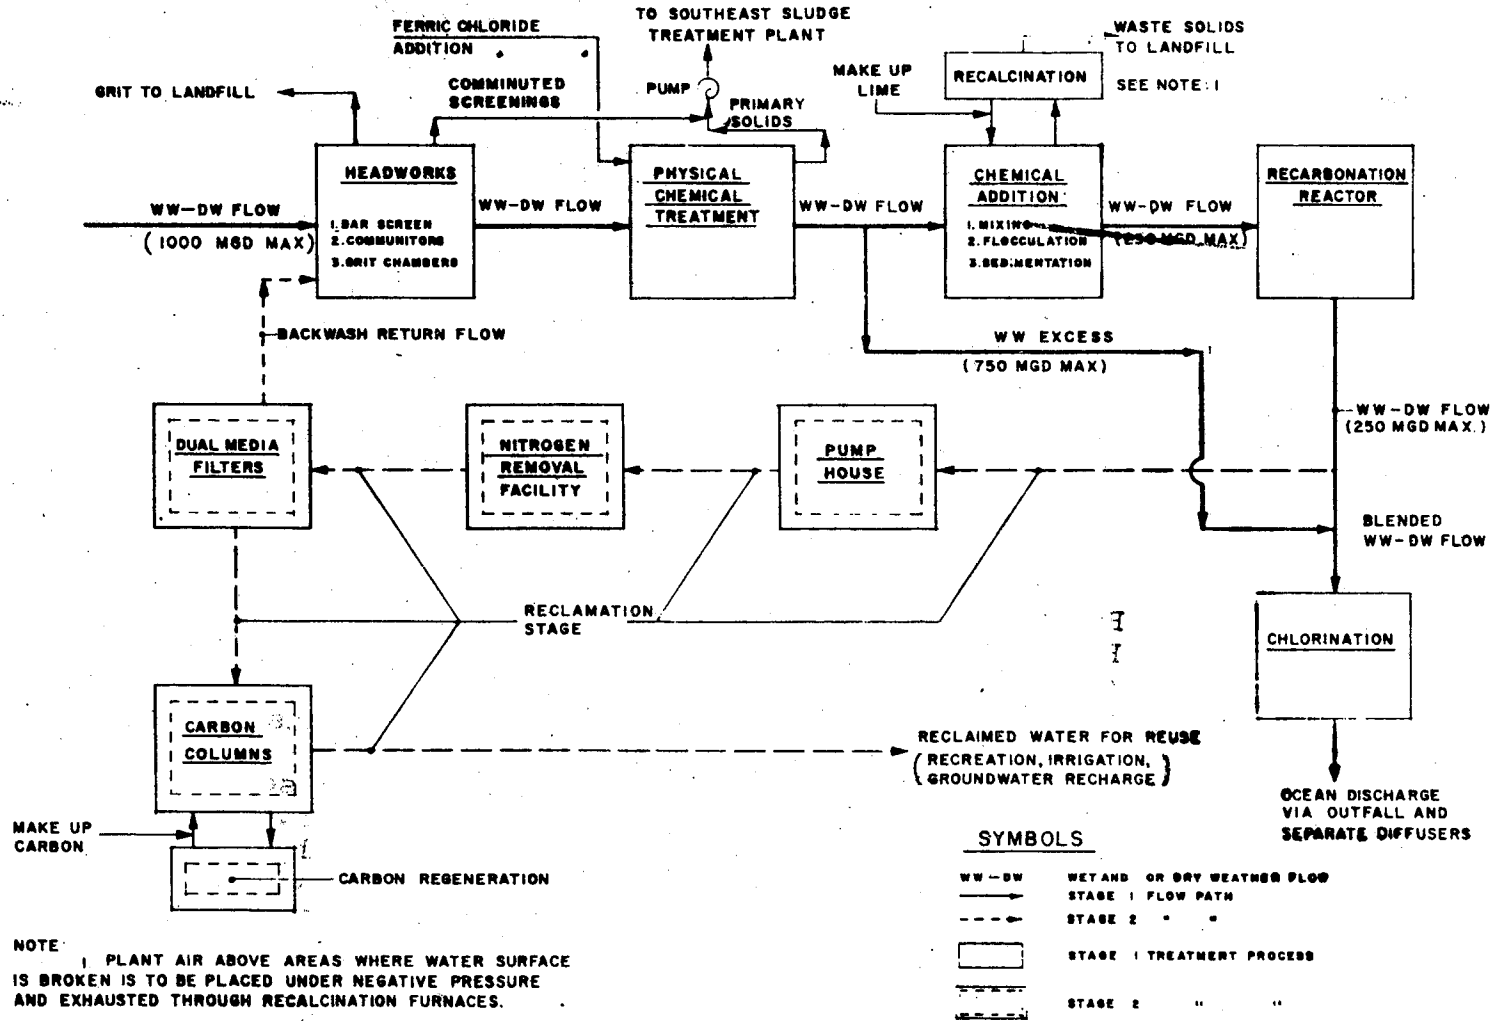 TO SOUTHEAST SLUDGE
TREATMENT PLANT
FERRIC CHLORIDE
ADDITION
WASTE SOLIDS
TO LANDFILL
SEE NOTE: 1
RECALCINATION
MAKE UP
LIME
GRIT TO LANDFILL
COMMINUTED
SCREENINGS
PUMP
PRIMARY
SOLIDS
HEADWORKS
1. BAR SCREEN
2. COMMUNITORS
3. GRIT CHAMBERS
PHYSICAL
CHEMICAL
TREATMENT
CHEMICAL
ADDITION
1. MIXING
2. FLOCCULATION
3. SEDIMENTATION
RECARBONATION
REACTOR
WW-DW FLOW
(1000 MGD MAX)
WW-DW FLOW
WW-DW FLOW
WW-DW FLOW
(250 MGD MAX)
BACKWASH RETURN FLOW
WW EXCESS
(750 MGD MAX)
WW-DW FLOW
(250 MGD MAX.)
DUAL MEDIA
FILTERS
NITROGEN
REMOVAL
FACILITY
PUMP
HOUSE
BLENDED
WW-DW FLOW
RECLAMATION
STAGE
CHLORINATION
CARBON
COLUMNS
RECLAIMED WATER FOR REUSE
(RECREATION, IRRIGATION,
GROUNDWATER RECHARGE)
OCEAN DISCHARGE
VIA OUTFALL AND
SEPARATE DIFFUSERS
MAKE UP
CARBON
CARBON REGENERATION
SYMBOLS
WW-DW WET AND OR DRY WEATHER FLOW
STAGE 1 FLOW PATH
STAGE 2 " "
STAGE 1 TREATMENT PROCESS
STAGE 2 " "
NOTE
1 PLANT AIR ABOVE AREAS WHERE WATER SURFACE
IS BROKEN IS TO BE PLACED UNDER NEGATIVE PRESSURE
AND EXHAUSTED THROUGH RECALCINATION FURNACES.